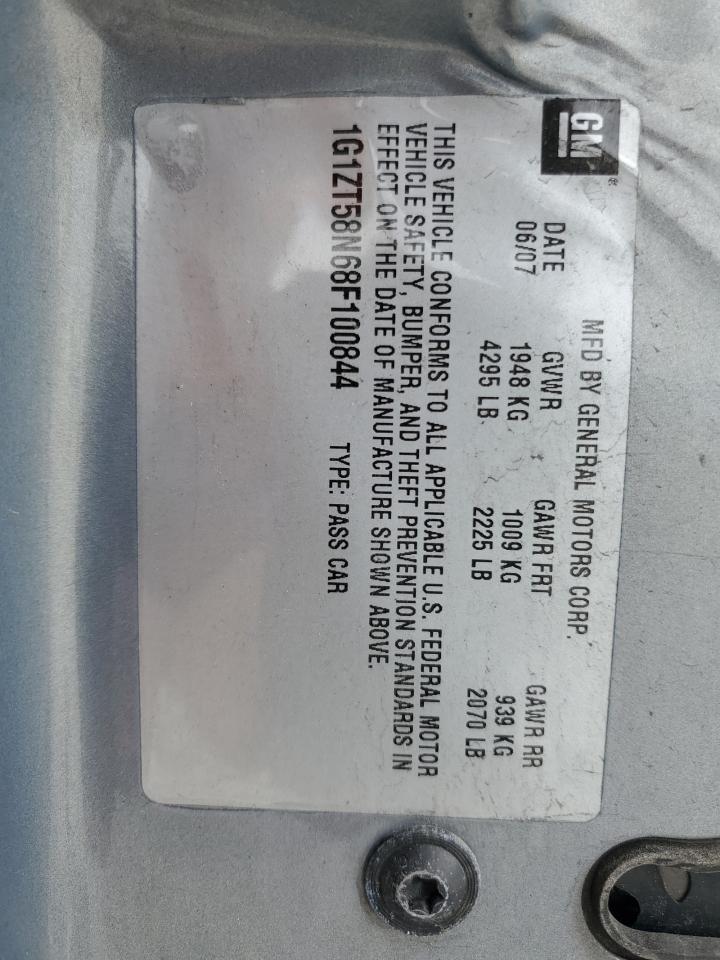 GM®
MFD BY GENERAL MOTORS CORP.
DATE GVWR GAWR FRT GAWR RR
06/07 1948 KG 1009 KG 939 KG
4295 LB 2225 LB 2070 LB
THIS VEHICLE CONFORMS TO ALL APPLICABLE U.S. FEDERAL MOTOR
VEHICLE SAFETY, BUMPER, AND THEFT PREVENTION STANDARDS IN
EFFECT ON THE DATE OF MANUFACTURE SHOWN ABOVE.
1G1ZT58N68F100844 TYPE: PASS CAR